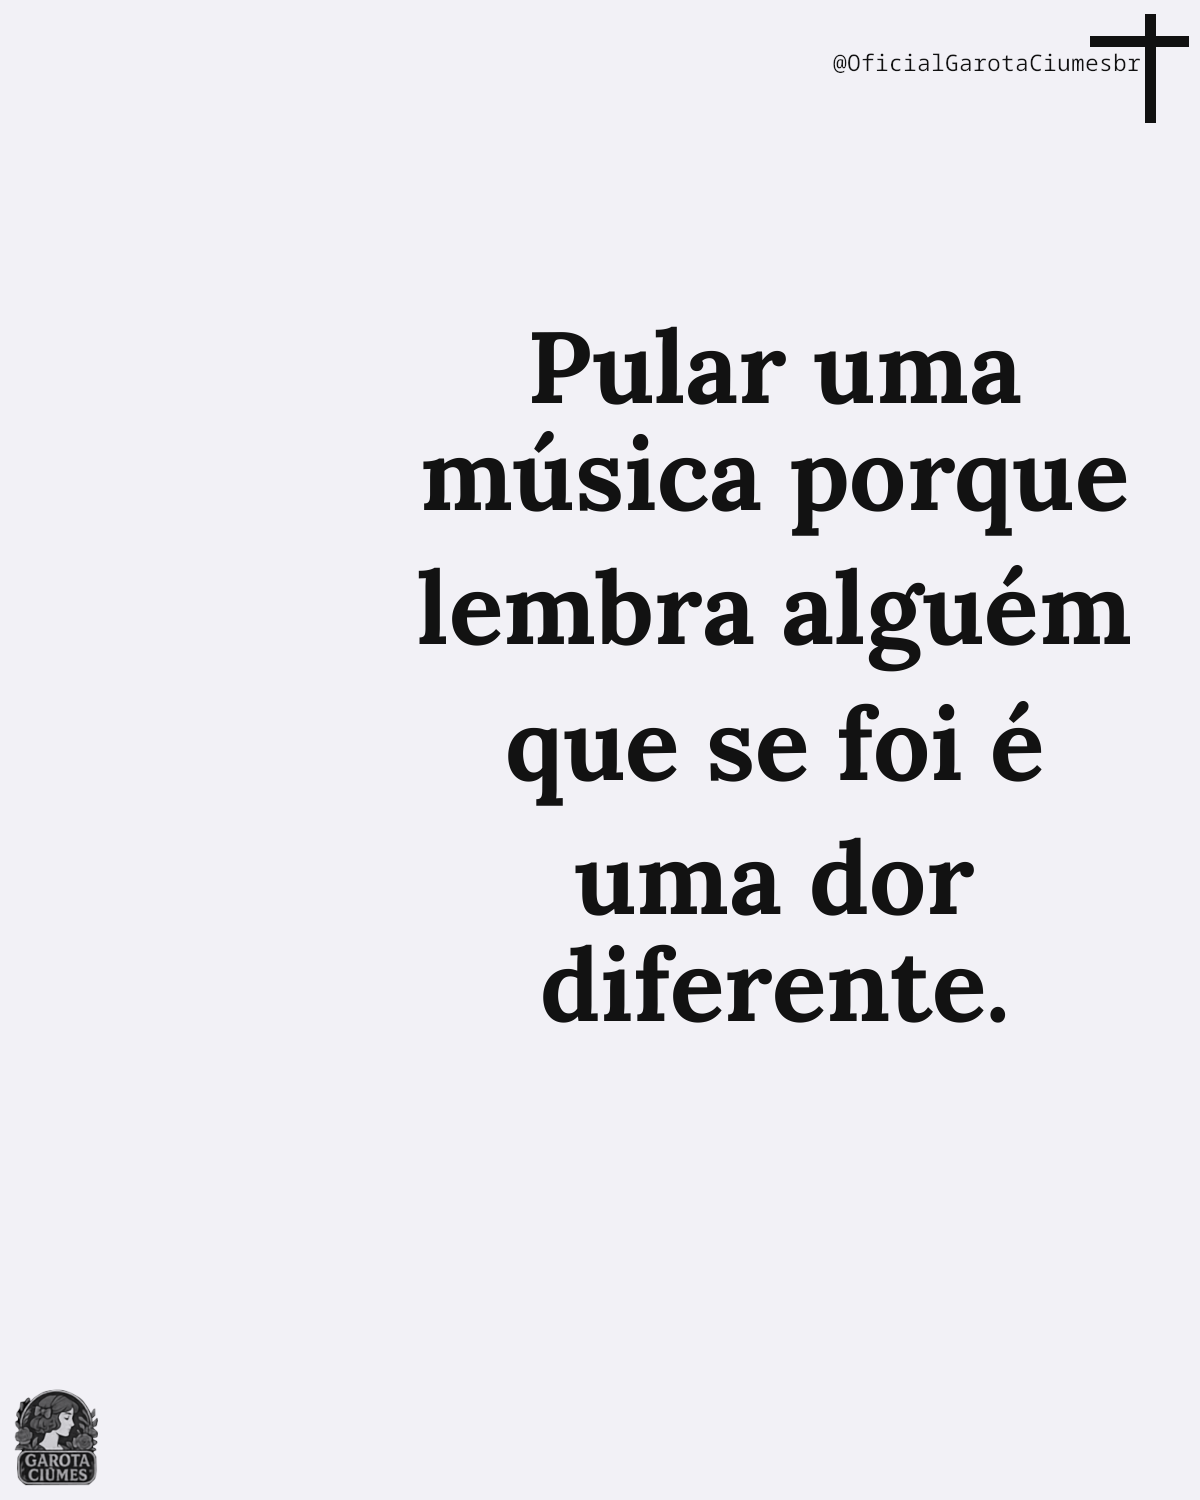 @OficialGarotaCiumesbr
Pular uma
música porque
lembra alguém
que se foi é
uma dor
diferente.
GAROTA
CIÚMES